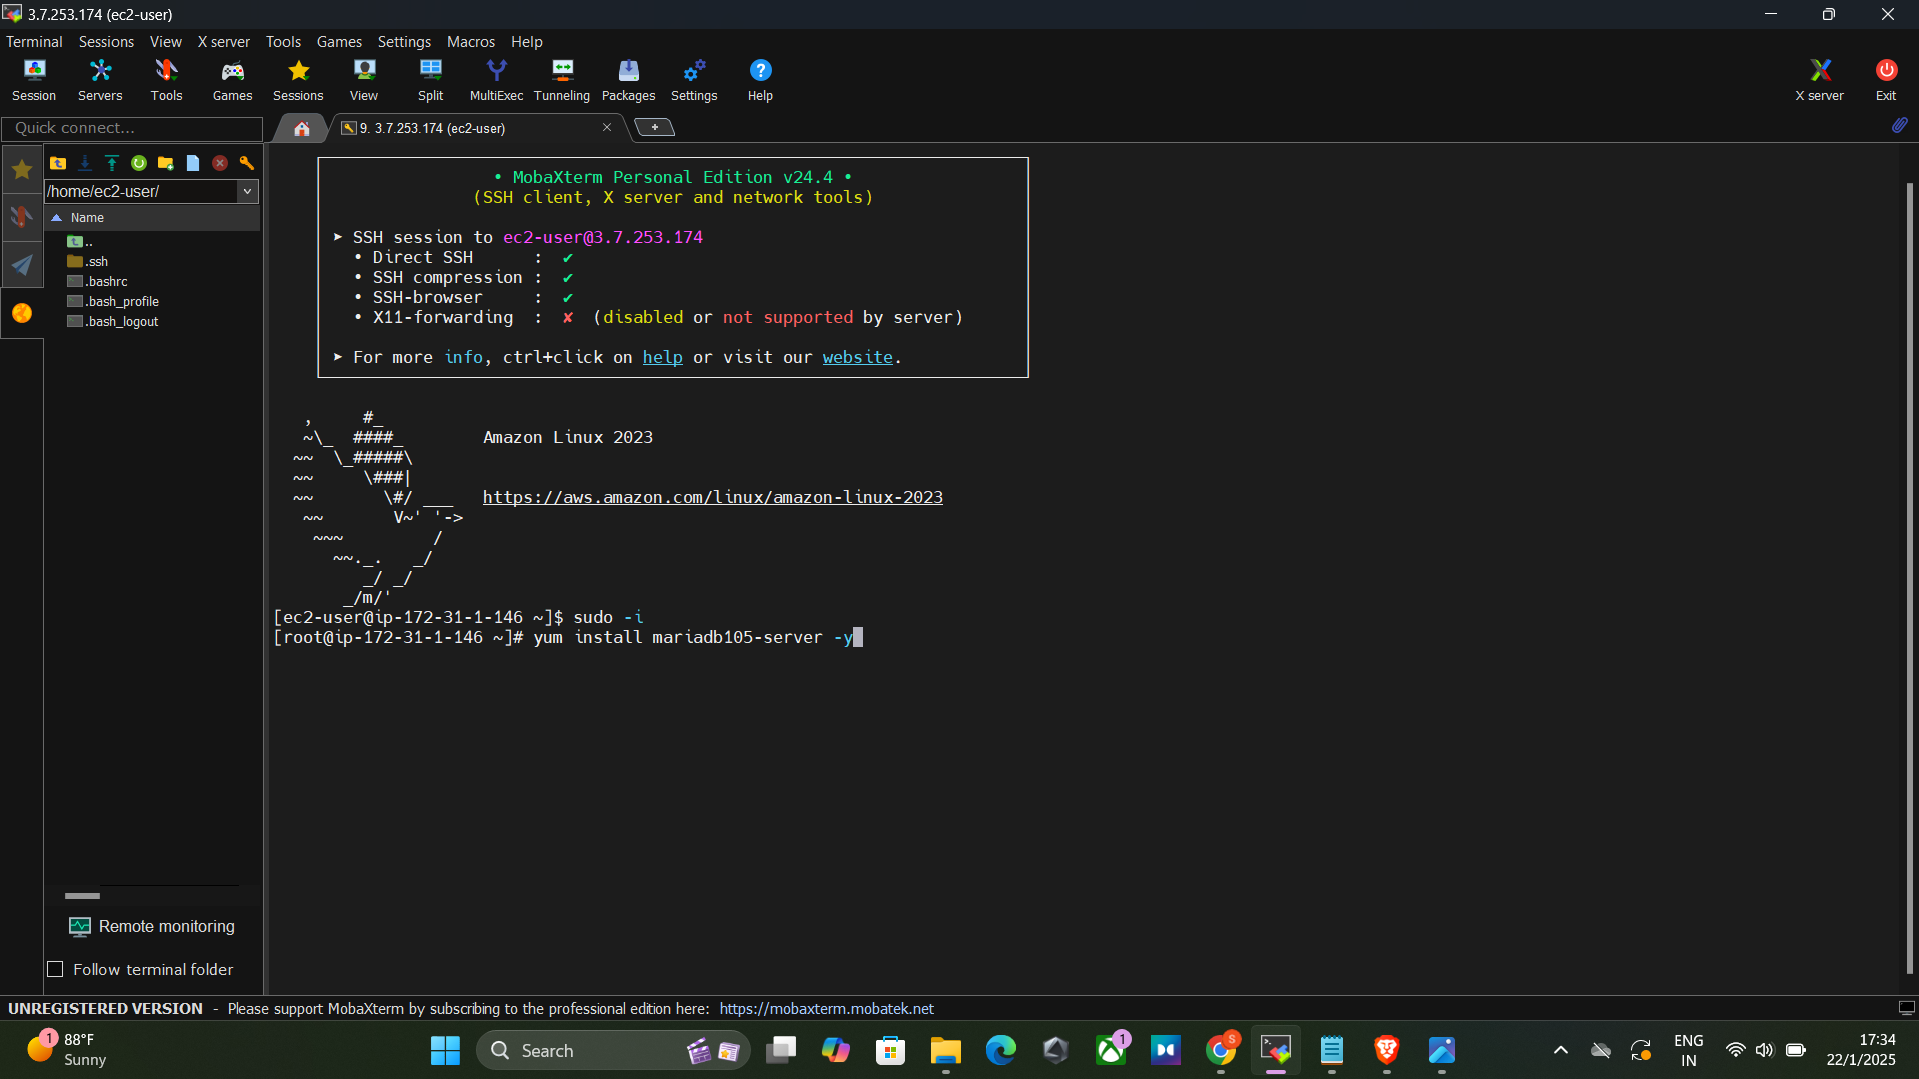 3.7.253.174 (ec2-user)
Terminal Sessions View X server Tools Games Settings Macros Help
Session Servers Tools Games Sessions View Split MultiExec Tunneling Packages Settings Help X server Exit
Quick connect...
9. 3.7.253.174 (ec2-user)
/home/ec2-user/
Name
..
.ssh
.bashrc
.bash_profile
.bash_logout
Remote monitoring
Follow terminal folder
• MobaXterm Personal Edition v24.4 •
(SSH client, X server and network tools)
➤ SSH session to ec2-user@3.7.253.174
• Direct SSH : ✔
• SSH compression : ✔
• SSH-browser : ✔
• X11-forwarding : ✘ (disabled or not supported by server)
➤ For more info, ctrl+click on help or visit our website.
, #_
~\_ ####_ Amazon Linux 2023
~~ \_#####\
~~ \###|
~~ \#/ ___ https://aws.amazon.com/linux/amazon-linux-2023
~~ V~' '->
~~~ /
~~._. _/
_/ _/
_/m/'
[ec2-user@ip-172-31-1-146 ~]$ sudo -i
[root@ip-172-31-1-146 ~]# yum install mariadb105-server -y
UNREGISTERED VERSION - Please support MobaXterm by subscribing to the professional edition here: https://mobaxterm.mobatek.net
1
88°F
Sunny
Search
1
S
ENG
IN
17:34
22/1/2025